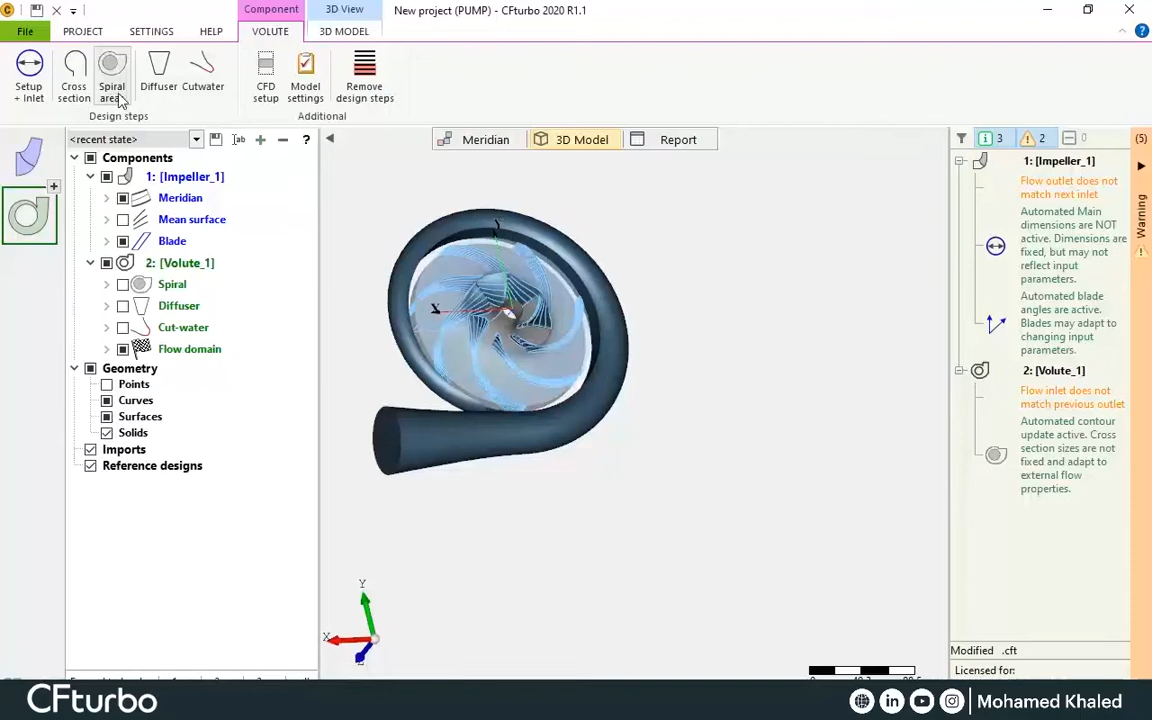 Component
3D View
New project (PUMP) - CFturbo 2020 R1.1
File
PROJECT
SETTINGS
HELP
VOLUTE
3D MODEL
Setup
+ Inlet
Cross
section
Spiral
area
Diffuser
Cutwater
CFD
setup
Model
settings
Remove
design steps
Design steps
Additional
<recent state>
ab
?
Meridian
3D Model
Report
3
2
0
(5)
Components
1: [Impeller_1]
Meridian
Mean surface
Blade
2: [Volute_1]
Spiral
Diffuser
Cut-water
Flow domain
Geometry
Points
Curves
Surfaces
Solids
Imports
Reference designs
Y
X
Y
X
1: [Impeller_1]
Flow outlet does not
match next inlet
Automated Main
dimensions are NOT
active. Dimensions are
fixed, but may not
reflect input
parameters.
Automated blade
angles are active.
Blades may adapt to
changing input
parameters.
2: [Volute_1]
Flow inlet does not
match previous outlet
Automated contour
update active. Cross
section sizes are not
fixed and adapt to
external flow
properties.
Warning
Modified .cft
Licensed for:
CFturbo
Mohamed Khaled